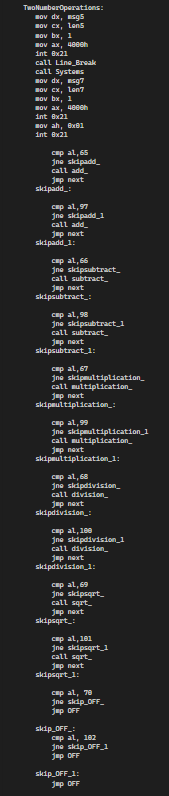 TwoNumberOperations:
mov dx, msg5
mov cx, len5
mov bx, 1
mov ax, 4000h
int 0x21
call Line_Break
call Systems
mov dx, msg7
mov cx, len7
mov bx, 1
mov ax, 4000h
int 0x21
mov ah, 0x01
int 0x21
cmp al,65
jne skipadd_
call add_
jmp next
skipadd_:
cmp al,97
jne skipadd_1
call add_
jmp next
skipadd_1:
cmp al,66
jne skipsubtract_
call subtract_
jmp next
skipsubtract_:
cmp al,98
jne skipsubtract_1
call subtract_
jmp next
skipsubtract_1:
cmp al,67
jne skipmultiplication_
call multiplication_
jmp next
skipmultiplication_:
cmp al,99
jne skipmultiplication_1
call multiplication_
jmp next
skipmultiplication_1:
cmp al,68
jne skipdivision_
call division_
jmp next
skipdivision_:
cmp al,100
jne skipdivision_1
call division_
jmp next
skipdivision_1:
cmp al,69
jne skipsqrt_
call sqrt_
jmp next
skipsqrt_:
cmp al,101
jne skipsqrt_1
call sqrt_
jmp next
skipsqrt_1:
cmp al, 70
jne skip_OFF_
jmp OFF
skip_OFF_:
cmp al, 102
jne skip_OFF_1
jmp OFF
skip_OFF_1:
jmp OFF